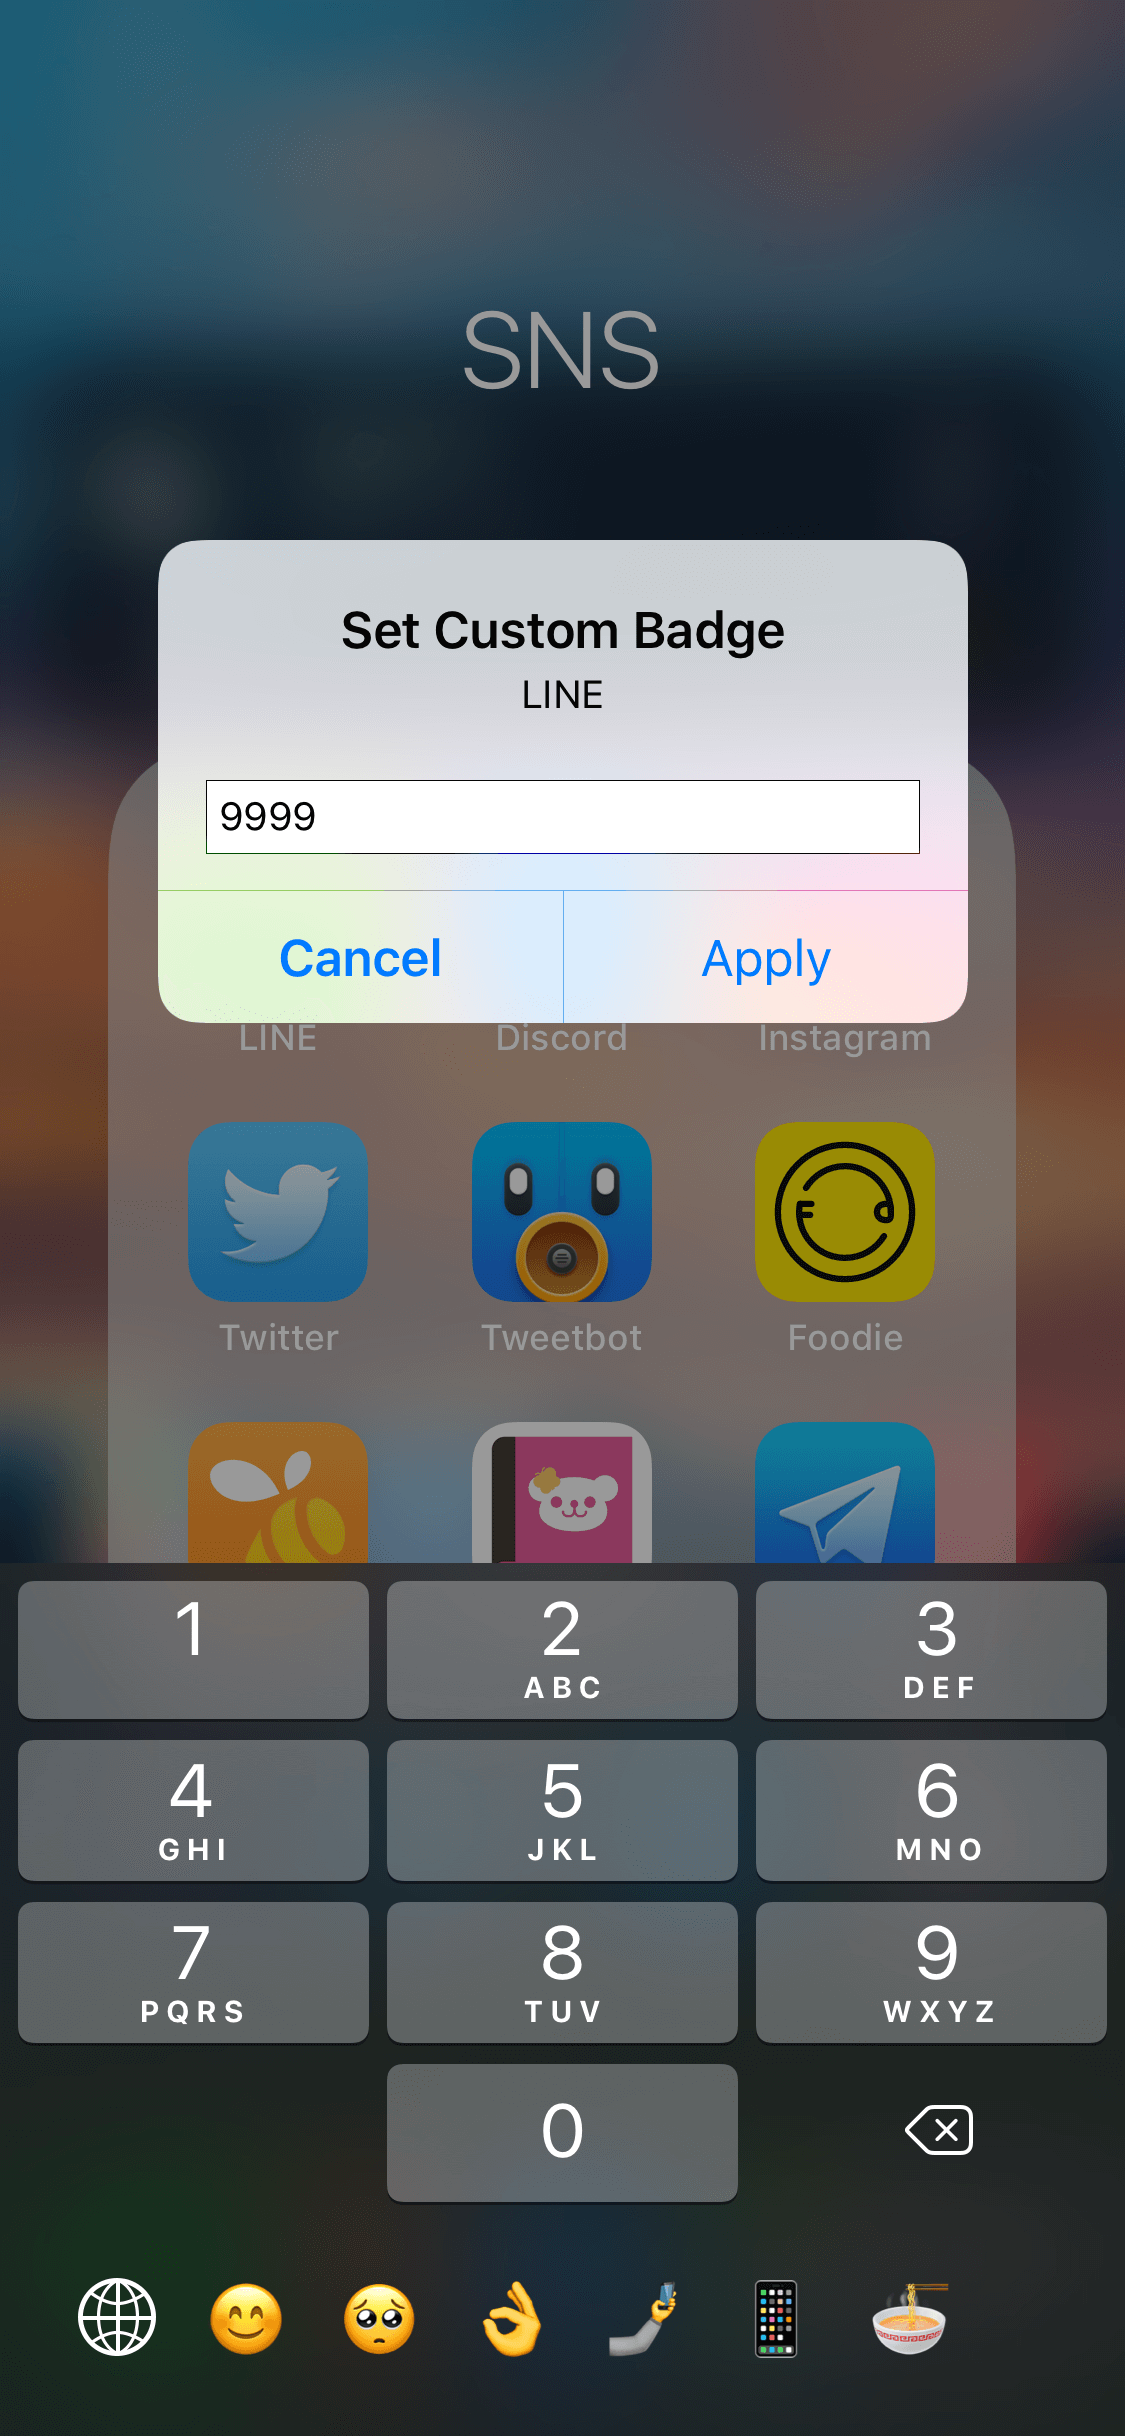 SNS
Set Custom Badge
LINE
9999
Cancel Apply
LINE Discord Instagram
Twitter Tweetbot Foodie
1 2 3
ABC DEF
4 5 6
GHI JKL MNO
7 8 9
PQRS TUV WXYZ
0